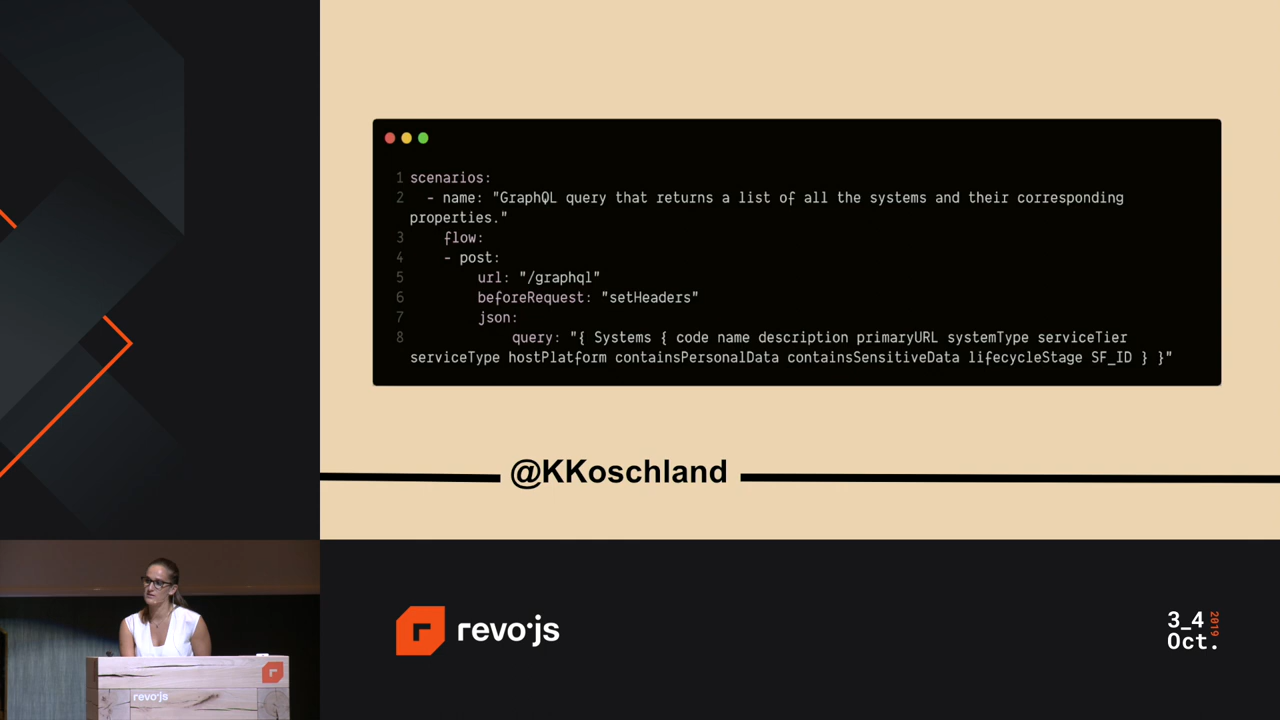 1 scenarios:
2 - name: "GraphQL query that returns a list of all the systems and their corresponding
properties."
3 flow:
4 - post:
5 url: "/graphql"
6 beforeRequest: "setHeaders"
7 json:
8 query: "{ Systems { code name description primaryURL systemType serviceTier
serviceType hostPlatform containsPersonalData containsSensitiveData lifecycleStage SF_ID } }"
@KKoschland
revo·js
3_4 2019
Oct.
revo·js